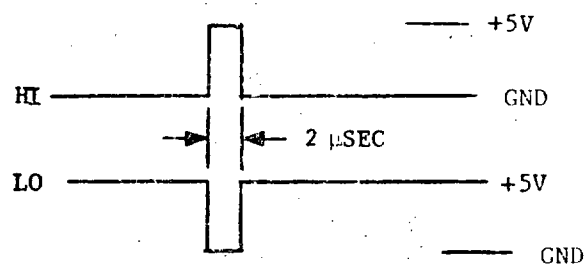 +5V
HI GND
2 μSEC
LO +5V
GND